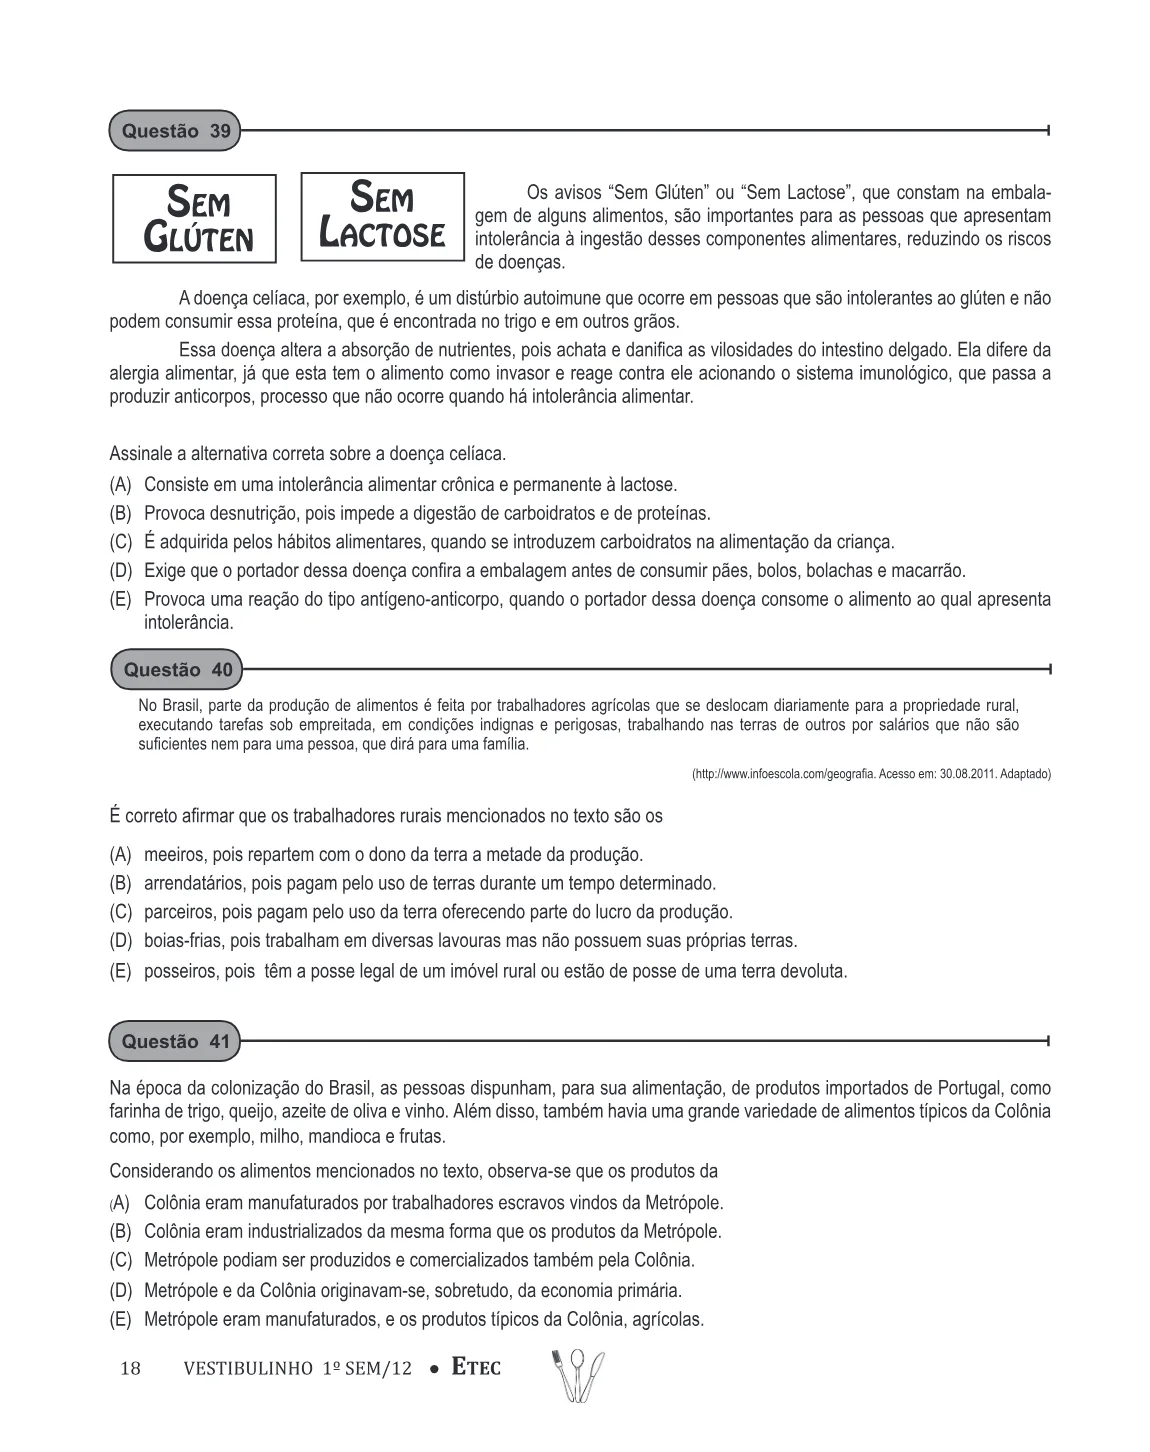 Questão 39
SEM
GLÚTEN
SEM
LACTOSE
Os avisos “Sem Glúten” ou “Sem Lactose”, que constam na embala-
gem de alguns alimentos, são importantes para as pessoas que apresentam
intolerância à ingestão desses componentes alimentares, reduzindo os riscos
de doenças.
A doença celíaca, por exemplo, é um distúrbio autoimune que ocorre em pessoas que são intolerantes ao glúten e não
podem consumir essa proteína, que é encontrada no trigo e em outros grãos.
Essa doença altera a absorção de nutrientes, pois achata e danifica as vilosidades do intestino delgado. Ela difere da
alergia alimentar, já que esta tem o alimento como invasor e reage contra ele acionando o sistema imunológico, que passa a
produzir anticorpos, processo que não ocorre quando há intolerância alimentar.
Assinale a alternativa correta sobre a doença celíaca.
(A) Consiste em uma intolerância alimentar crônica e permanente à lactose.
(B) Provoca desnutrição, pois impede a digestão de carboidratos e de proteínas.
(C) É adquirida pelos hábitos alimentares, quando se introduzem carboidratos na alimentação da criança.
(D) Exige que o portador dessa doença confira a embalagem antes de consumir pães, bolos, bolachas e macarrão.
(E) Provoca uma reação do tipo antígeno-anticorpo, quando o portador dessa doença consome o alimento ao qual apresenta
intolerância.
Questão 40
No Brasil, parte da produção de alimentos é feita por trabalhadores agrícolas que se deslocam diariamente para a propriedade rural,
executando tarefas sob empreitada, em condições indignas e perigosas, trabalhando nas terras de outros por salários que não são
suficientes nem para uma pessoa, que dirá para uma família.
(http://www.infoescola.com/geografia. Acesso em: 30.08.2011. Adaptado)
É correto afirmar que os trabalhadores rurais mencionados no texto são os
(A) meeiros, pois repartem com o dono da terra a metade da produção.
(B) arrendatários, pois pagam pelo uso de terras durante um tempo determinado.
(C) parceiros, pois pagam pelo uso da terra oferecendo parte do lucro da produção.
(D) boias-frias, pois trabalham em diversas lavouras mas não possuem suas próprias terras.
(E) posseiros, pois têm a posse legal de um imóvel rural ou estão de posse de uma terra devoluta.
Questão 41
Na época da colonização do Brasil, as pessoas dispunham, para sua alimentação, de produtos importados de Portugal, como
farinha de trigo, queijo, azeite de oliva e vinho. Além disso, também havia uma grande variedade de alimentos típicos da Colônia
como, por exemplo, milho, mandioca e frutas.
Considerando os alimentos mencionados no texto, observa-se que os produtos da
(A) Colônia eram manufaturados por trabalhadores escravos vindos da Metrópole.
(B) Colônia eram industrializados da mesma forma que os produtos da Metrópole.
(C) Metrópole podiam ser produzidos e comercializados também pela Colônia.
(D) Metrópole e da Colônia originavam-se, sobretudo, da economia primária.
(E) Metrópole eram manufaturados, e os produtos típicos da Colônia, agrícolas.
18 VESTIBULINHO 1º SEM/12 • ETEC